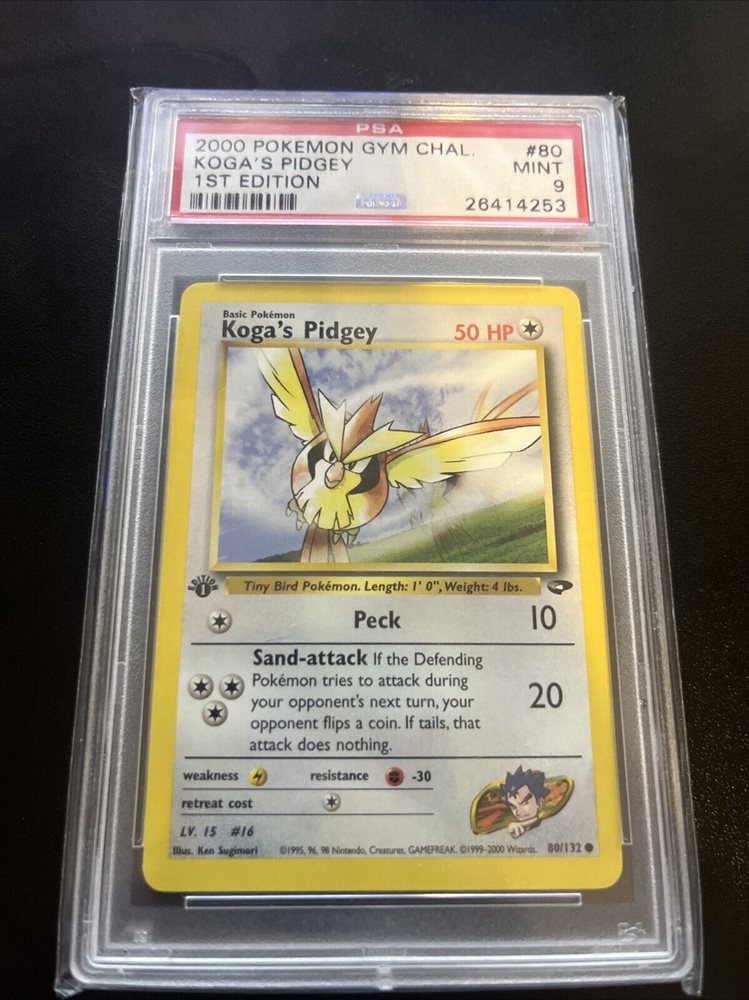 PSA
2000 POKEMON GYM CHAL. #80
KOGA'S PIDGEY MINT
1ST EDITION 9
26414253
Basic Pokémon
Koga's Pidgey 50 HP
EDITION
1
Tiny Bird Pokémon. Length: 1' 0", Weight: 4 lbs.
Peck 10
Sand-attack If the Defending
Pokémon tries to attack during
your opponent's next turn, your
opponent flips a coin. If tails, that
attack does nothing.
20
weakness resistance -30
retreat cost
LV. 15 #16
Illus. Ken Sugimori ©1995, 96, 98 Nintendo, Creatures, GAMEFREAK. ©1999-2000 Wizards. 80/132